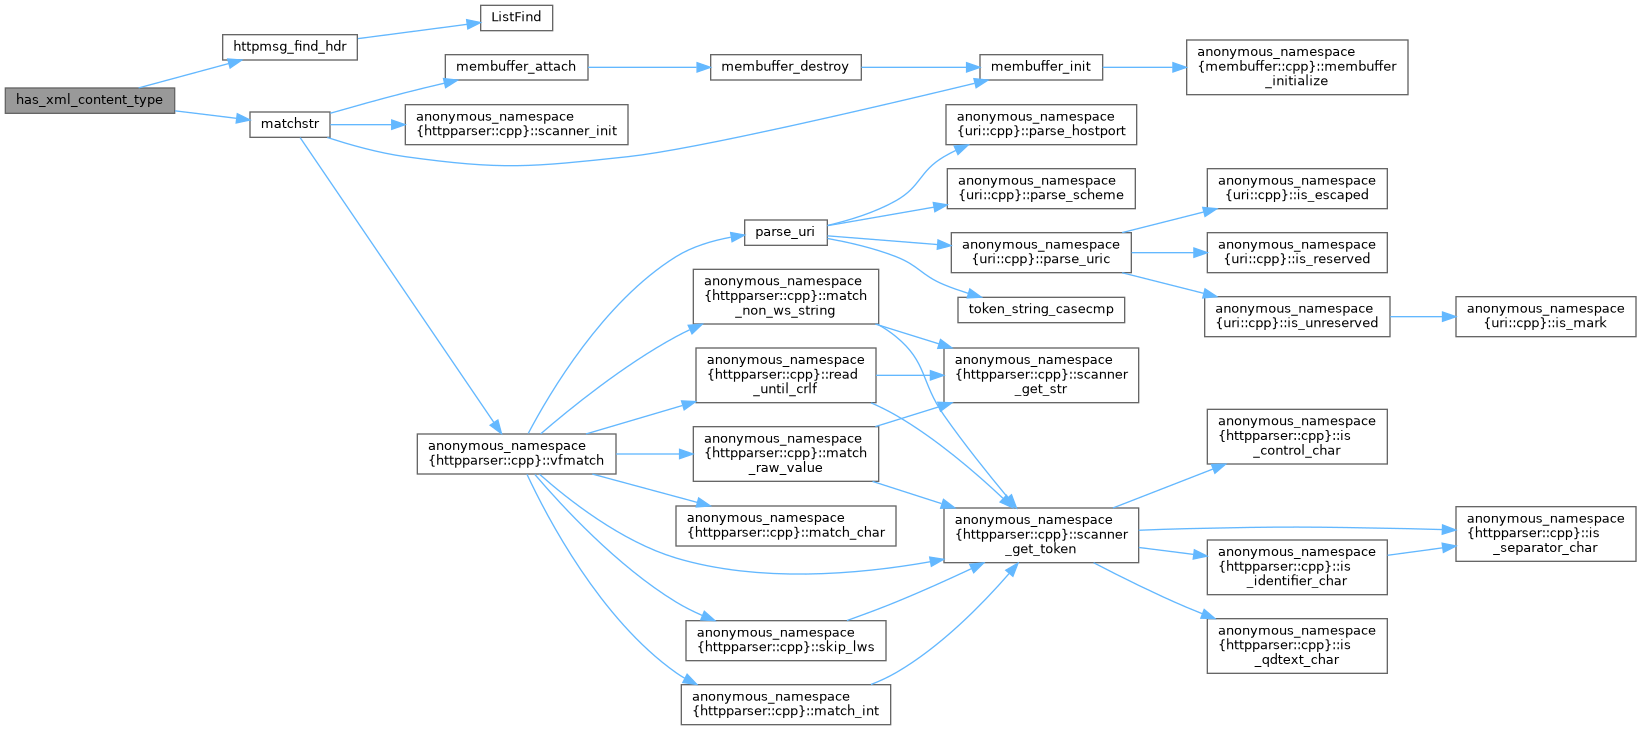 has_xml_content_type
httpmsg_find_hdr
ListFind
matchstr
membuffer_attach
membuffer_destroy
membuffer_init
anonymous_namespace
{membuffer::cpp}::membuffer
_initialize
anonymous_namespace
{httpparser::cpp}::scanner_init
anonymous_namespace
{httpparser::cpp}::vfmatch
parse_uri
anonymous_namespace
{uri::cpp}::parse_hostport
anonymous_namespace
{uri::cpp}::parse_scheme
anonymous_namespace
{uri::cpp}::parse_uric
token_string_casecmp
anonymous_namespace
{uri::cpp}::is_escaped
anonymous_namespace
{uri::cpp}::is_reserved
anonymous_namespace
{uri::cpp}::is_unreserved
anonymous_namespace
{uri::cpp}::is_mark
anonymous_namespace
{httpparser::cpp}::match
_non_ws_string
anonymous_namespace
{httpparser::cpp}::read
_until_crlf
anonymous_namespace
{httpparser::cpp}::match
_raw_value
anonymous_namespace
{httpparser::cpp}::match_char
anonymous_namespace
{httpparser::cpp}::skip_lws
anonymous_namespace
{httpparser::cpp}::match_int
anonymous_namespace
{httpparser::cpp}::scanner
_get_str
anonymous_namespace
{httpparser::cpp}::scanner
_get_token
anonymous_namespace
{httpparser::cpp}::is
_control_char
anonymous_namespace
{httpparser::cpp}::is
_identifier_char
anonymous_namespace
{httpparser::cpp}::is
_qdtext_char
anonymous_namespace
{httpparser::cpp}::is
_separator_char